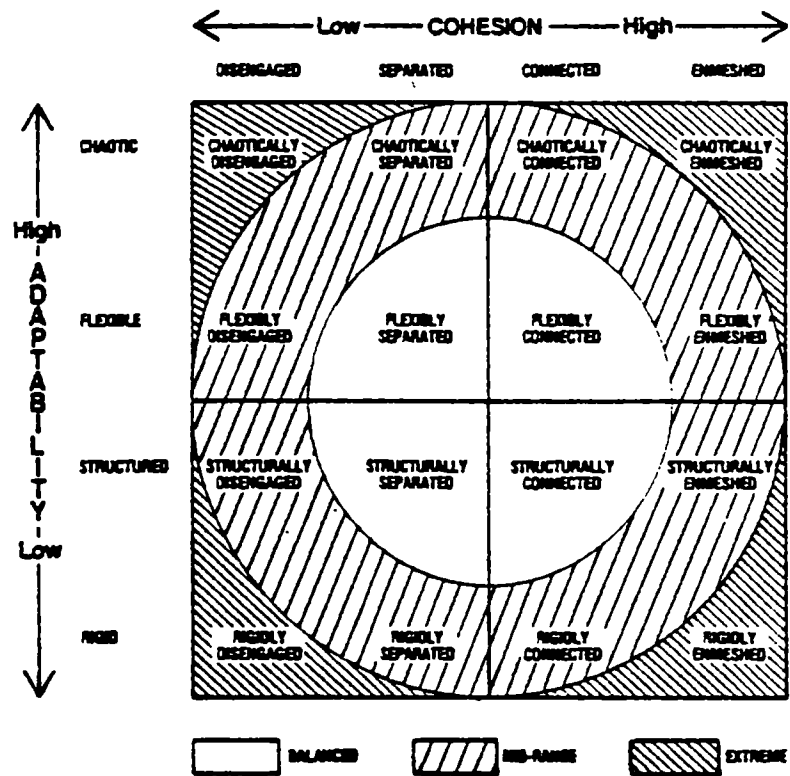 Low — COHESION — High
DISENGAGED SEPARATED CONNECTED ENMESHED
High
ADAPTABILITY
Low
CHAOTIC
CHAOTICALLY DISENGAGED
CHAOTICALLY SEPARATED
CHAOTICALLY CONNECTED
CHAOTICALLY ENMESHED
FLEXIBLE
FLEXIBLY DISENGAGED
FLEXIBLY SEPARATED
FLEXIBLY CONNECTED
FLEXIBLY ENMESHED
STRUCTURED
STRUCTURALLY DISENGAGED
STRUCTURALLY SEPARATED
STRUCTURALLY CONNECTED
STRUCTURALLY ENMESHED
RIGID
RIGIDLY DISENGAGED
RIGIDLY SEPARATED
RIGIDLY CONNECTED
RIGIDLY ENMESHED
BALANCED MID-RANGE EXTREME